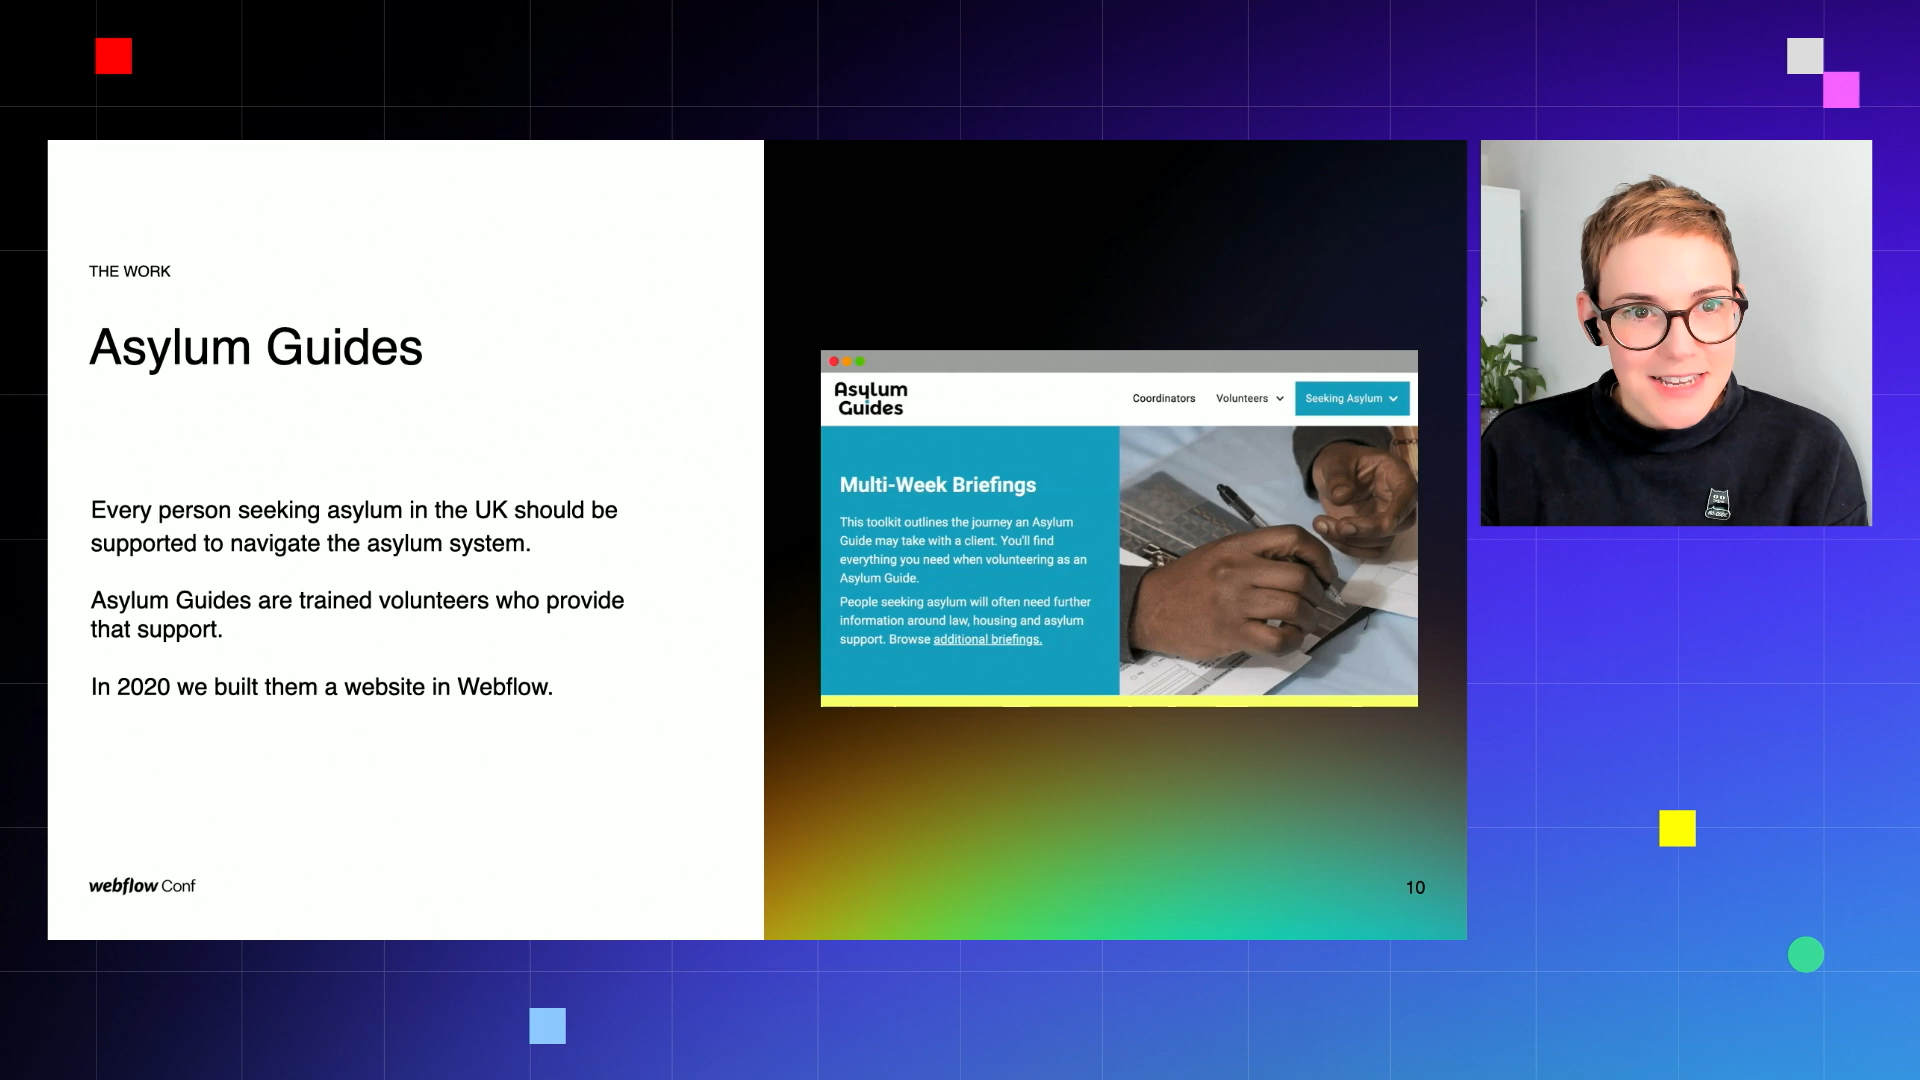 THE WORK
Asylum Guides
Every person seeking asylum in the UK should be
supported to navigate the asylum system.
Asylum Guides are trained volunteers who provide
that support.
In 2020 we built them a website in Webflow.
webflow Conf
Asylum
Guides
Coordinators
Volunteers
Seeking Asylum
Multi-Week Briefings
This toolkit outlines the journey an Asylum
Guide may take with a client. You'll find
everything you need when volunteering as an
Asylum Guide.
People seeking asylum will often need further
information around law, housing and asylum
support. Browse additional briefings.
10